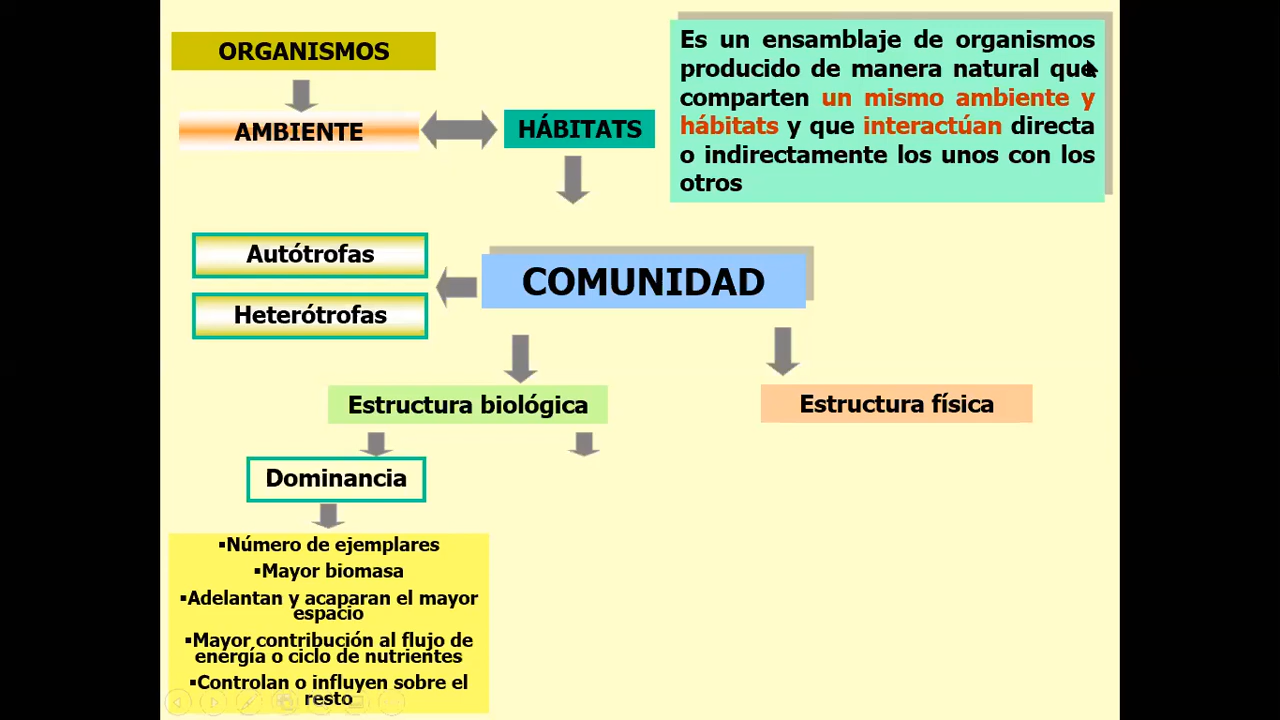 ORGANISMOS
AMBIENTE
HÁBITATS
Es un ensamblaje de organismos
producido de manera natural que
comparten un mismo ambiente y
hábitats y que interactúan directa
o indirectamente los unos con los
otros
Autótrofas
Heterótrofas
COMUNIDAD
Estructura biológica
Estructura física
Dominancia
▪Número de ejemplares
▪Mayor biomasa
▪Adelantan y acaparan el mayor
espacio
▪Mayor contribución al flujo de
energía o ciclo de nutrientes
▪Controlan o influyen sobre el
resto